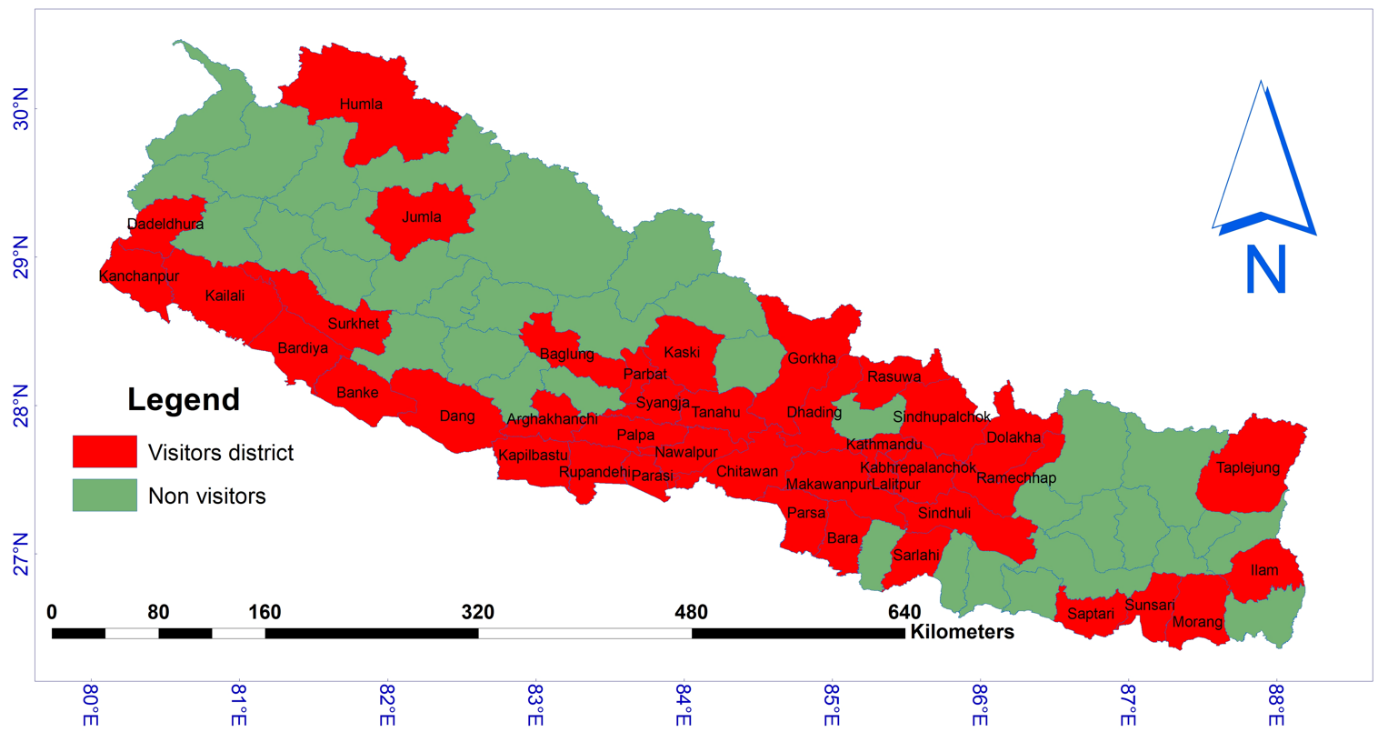 30°N
29°N
28°N
27°N
Humla
Jumla
Dadeldhura
Kanchanpur
Kailali
Surkhet
Bardiya
Banke
Dang
Baglung
Kaski
Parbat
Gorkha
Rasuwa
Syangja
Tanahu
Dhading
Sindhupalchok
Arghakhanchi
Palpa
Kathmandu
Dolakha
Kapilbastu
Nawalpur
Rupandehi
Parasi
Chitawan
Kabhrepalanchok
Makawanpur
Lalitpur
Ramechhap
Taplejung
Parsa
Sindhuli
Bara
Sarlahi
Ilam
Saptari
Sunsari
Morang
N
Legend
Visitors district
Non visitors
0 80 160 320 480 640
Kilometers
80°E 81°E 82°E 83°E 84°E 85°E 86°E 87°E 88°E